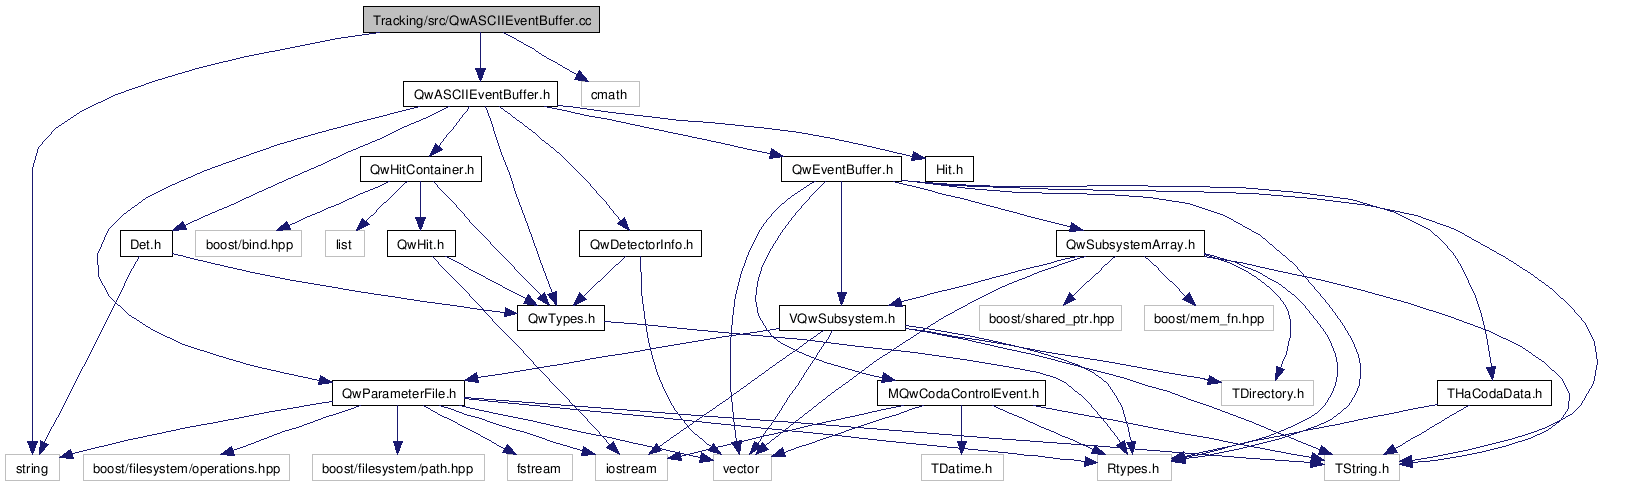 Tracking/src/QwASCIIEventBuffer.cc
QwASCIIEventBuffer.h
cmath
QwHitContainer.h
QwEventBuffer.h
Hit.h
Det.h
boost/bind.hpp
list
QwHit.h
QwDetectorInfo.h
QwSubsystemArray.h
QwTypes.h
VQwSubsystem.h
boost/shared_ptr.hpp
boost/mem_fn.hpp
QwParameterFile.h
MQwCodaControlEvent.h
TDirectory.h
THaCodaData.h
string
boost/filesystem/operations.hpp
boost/filesystem/path.hpp
fstream
iostream
vector
TDatime.h
Rtypes.h
TString.h